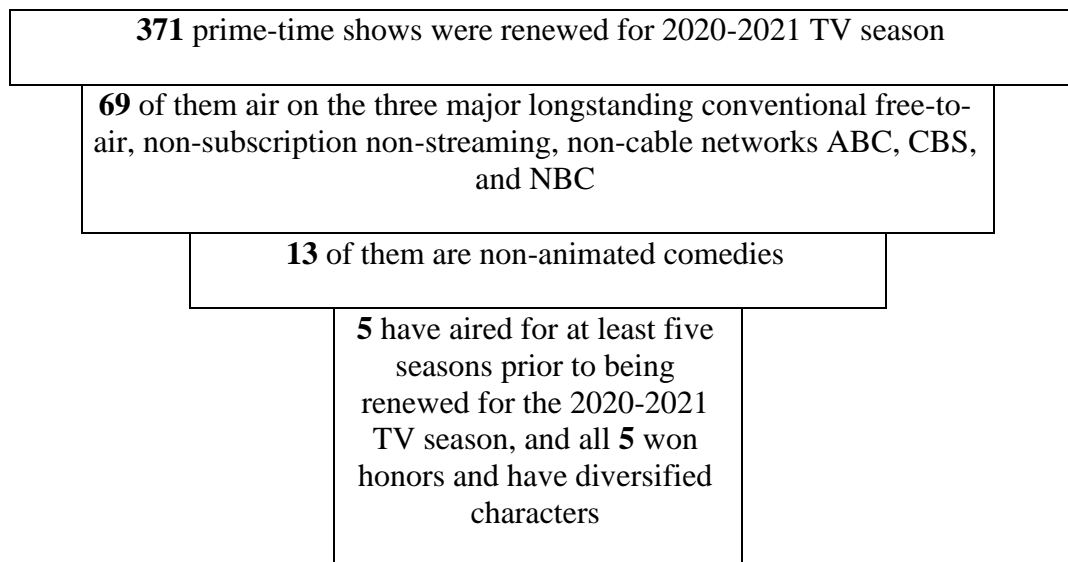 371 prime-time shows were renewed for 2020-2021 TV season
69 of them air on the three major longstanding conventional free-to-
air, non-subscription non-streaming, non-cable networks ABC, CBS,
and NBC
13 of them are non-animated comedies
5 have aired for at least five
seasons prior to being
renewed for the 2020-2021
TV season, and all 5 won
honors and have diversified
characters